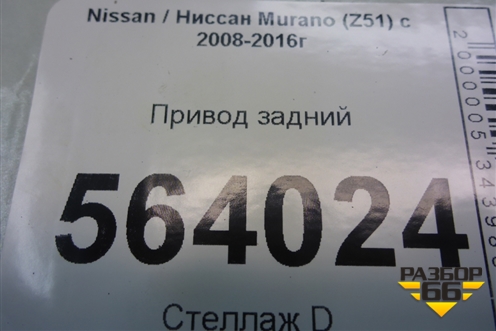 Nissan / Ниссан Murano (Z51) с
2008-2016г
Привод задний
564024
Стеллаж D
РАЗБОР
66